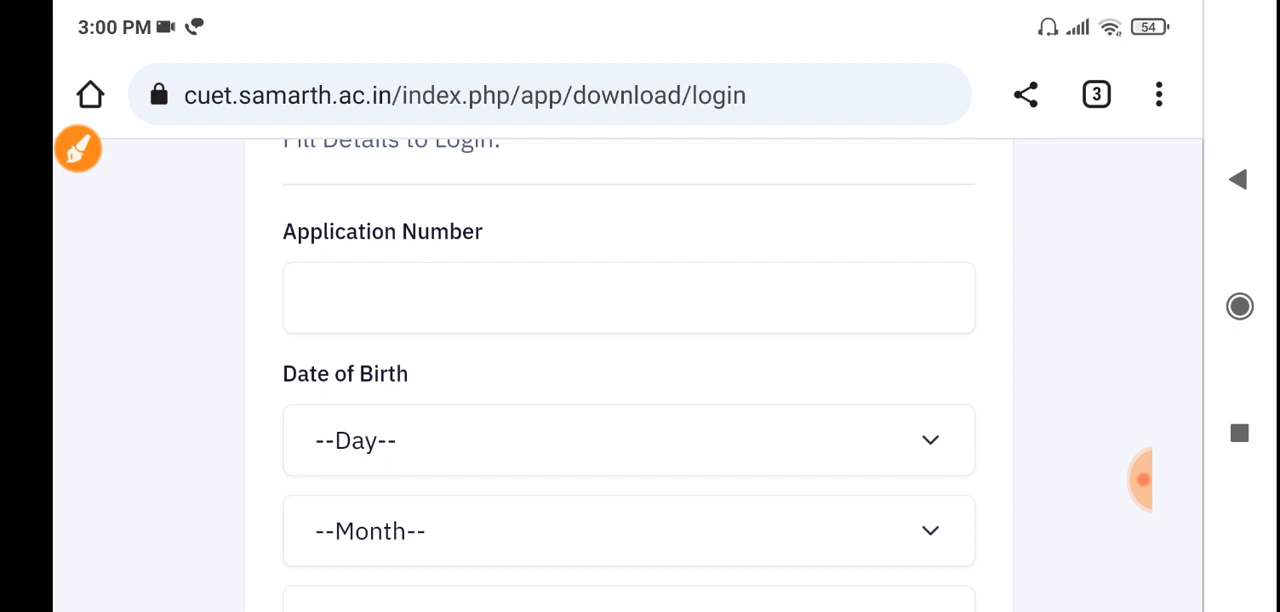 3:00 PM
54
cuet.samarth.ac.in/index.php/app/download/login
3
Fill Details to Login.
Application Number
Date of Birth
--Day--
--Month--